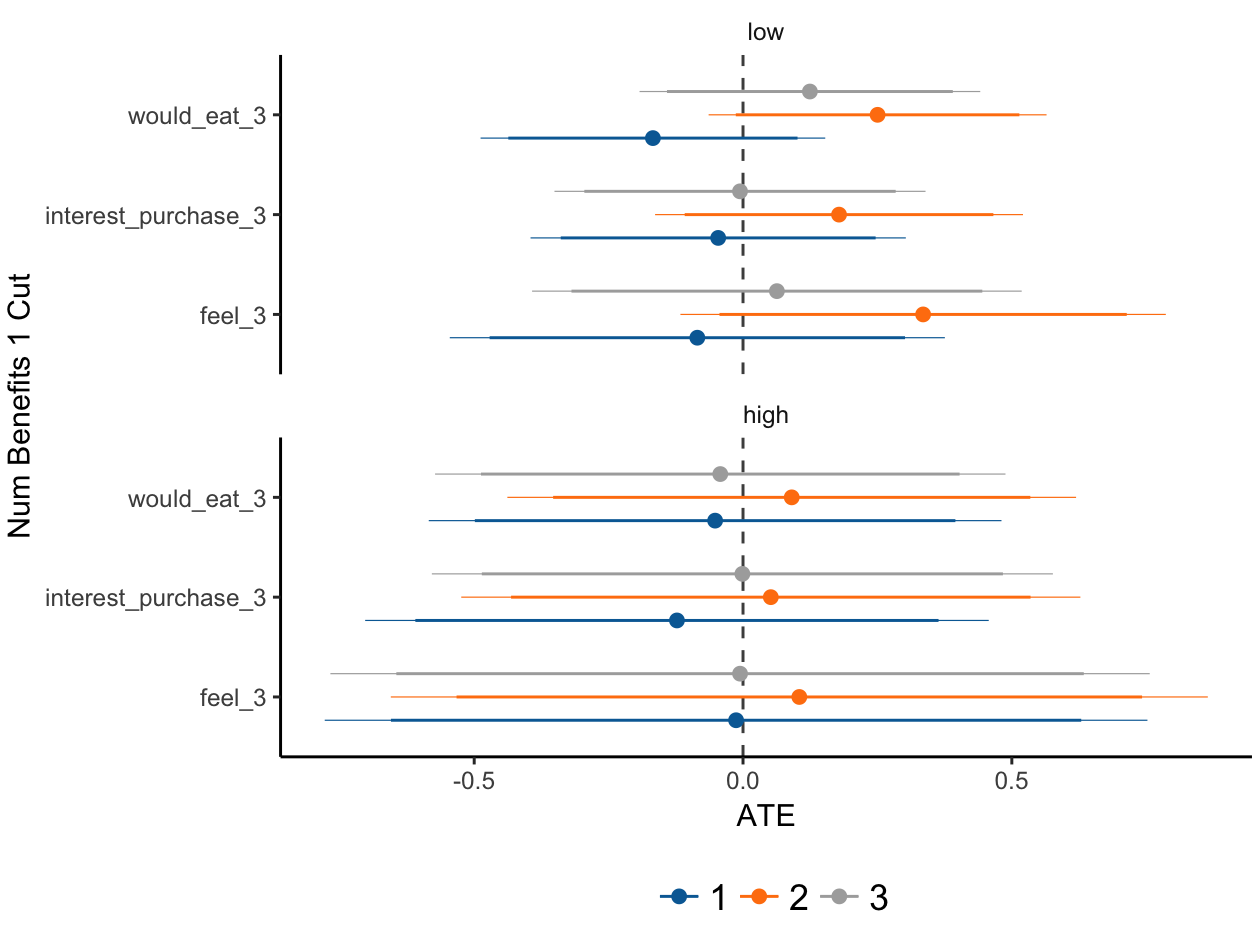 low
would_eat_3
interest_purchase_3
feel_3
Num Benefits 1 Cut
high
would_eat_3
interest_purchase_3
feel_3
-0.5 0.0 0.5
ATE
1 2 3